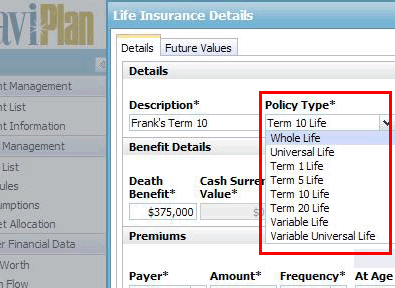 aviPlan
Life Insurance Details
Details Future Values
Details
Description* Policy Type*
Frank's Term 10 Term 10 Life
Whole Life
Universal Life
Term 1 Life
Term 5 Life
Term 10 Life
Term 20 Life
Variable Life
Variable Universal Life
Benefit Details
Death Benefit* Cash Surre Value*
$375,000 $0
Premiums
At Age
Payer* Amount* Frequency*
nt Management
nt List
nt Information
Management
List
ules
mptions
et Allocation
r Financial Data
Worth
h Flow